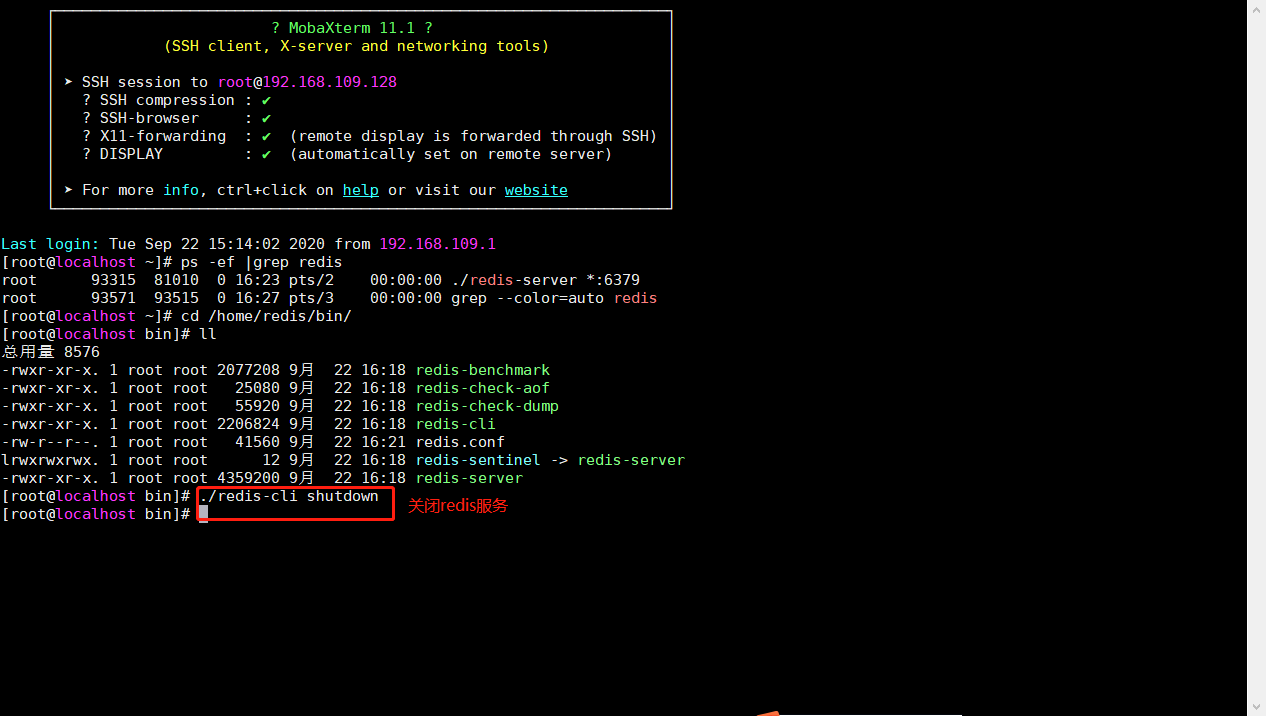 ? MobaXterm 11.1 ?
(SSH client, X-server and networking tools)
➤ SSH session to root@192.168.109.128
? SSH compression : ✔
? SSH-browser     : ✔
? X11-forwarding  : ✔  (remote display is forwarded through SSH)
? DISPLAY         : ✔  (automatically set on remote server)
➤ For more info, ctrl+click on help or visit our website
Last login: Tue Sep 22 15:14:02 2020 from 192.168.109.1
[root@localhost ~]# ps -ef |grep redis
root      93315  81010  0 16:23 pts/2    00:00:00 ./redis-server *:6379
root      93571  93515  0 16:27 pts/3    00:00:00 grep --color=auto redis
[root@localhost ~]# cd /home/redis/bin/
[root@localhost bin]# ll
总用量 8576
-rwxr-xr-x. 1 root root 2077208 9月  22 16:18 redis-benchmark
-rwxr-xr-x. 1 root root   25080 9月  22 16:18 redis-check-aof
-rwxr-xr-x. 1 root root   55920 9月  22 16:18 redis-check-dump
-rwxr-xr-x. 1 root root 2206824 9月  22 16:18 redis-cli
-rw-r--r--. 1 root root   41560 9月  22 16:21 redis.conf
lrwxrwxrwx. 1 root root      12 9月  22 16:18 redis-sentinel -> redis-server
-rwxr-xr-x. 1 root root 4359200 9月  22 16:18 redis-server
[root@localhost bin]# ./redis-cli shutdown
关闭redis服务
[root@localhost bin]#